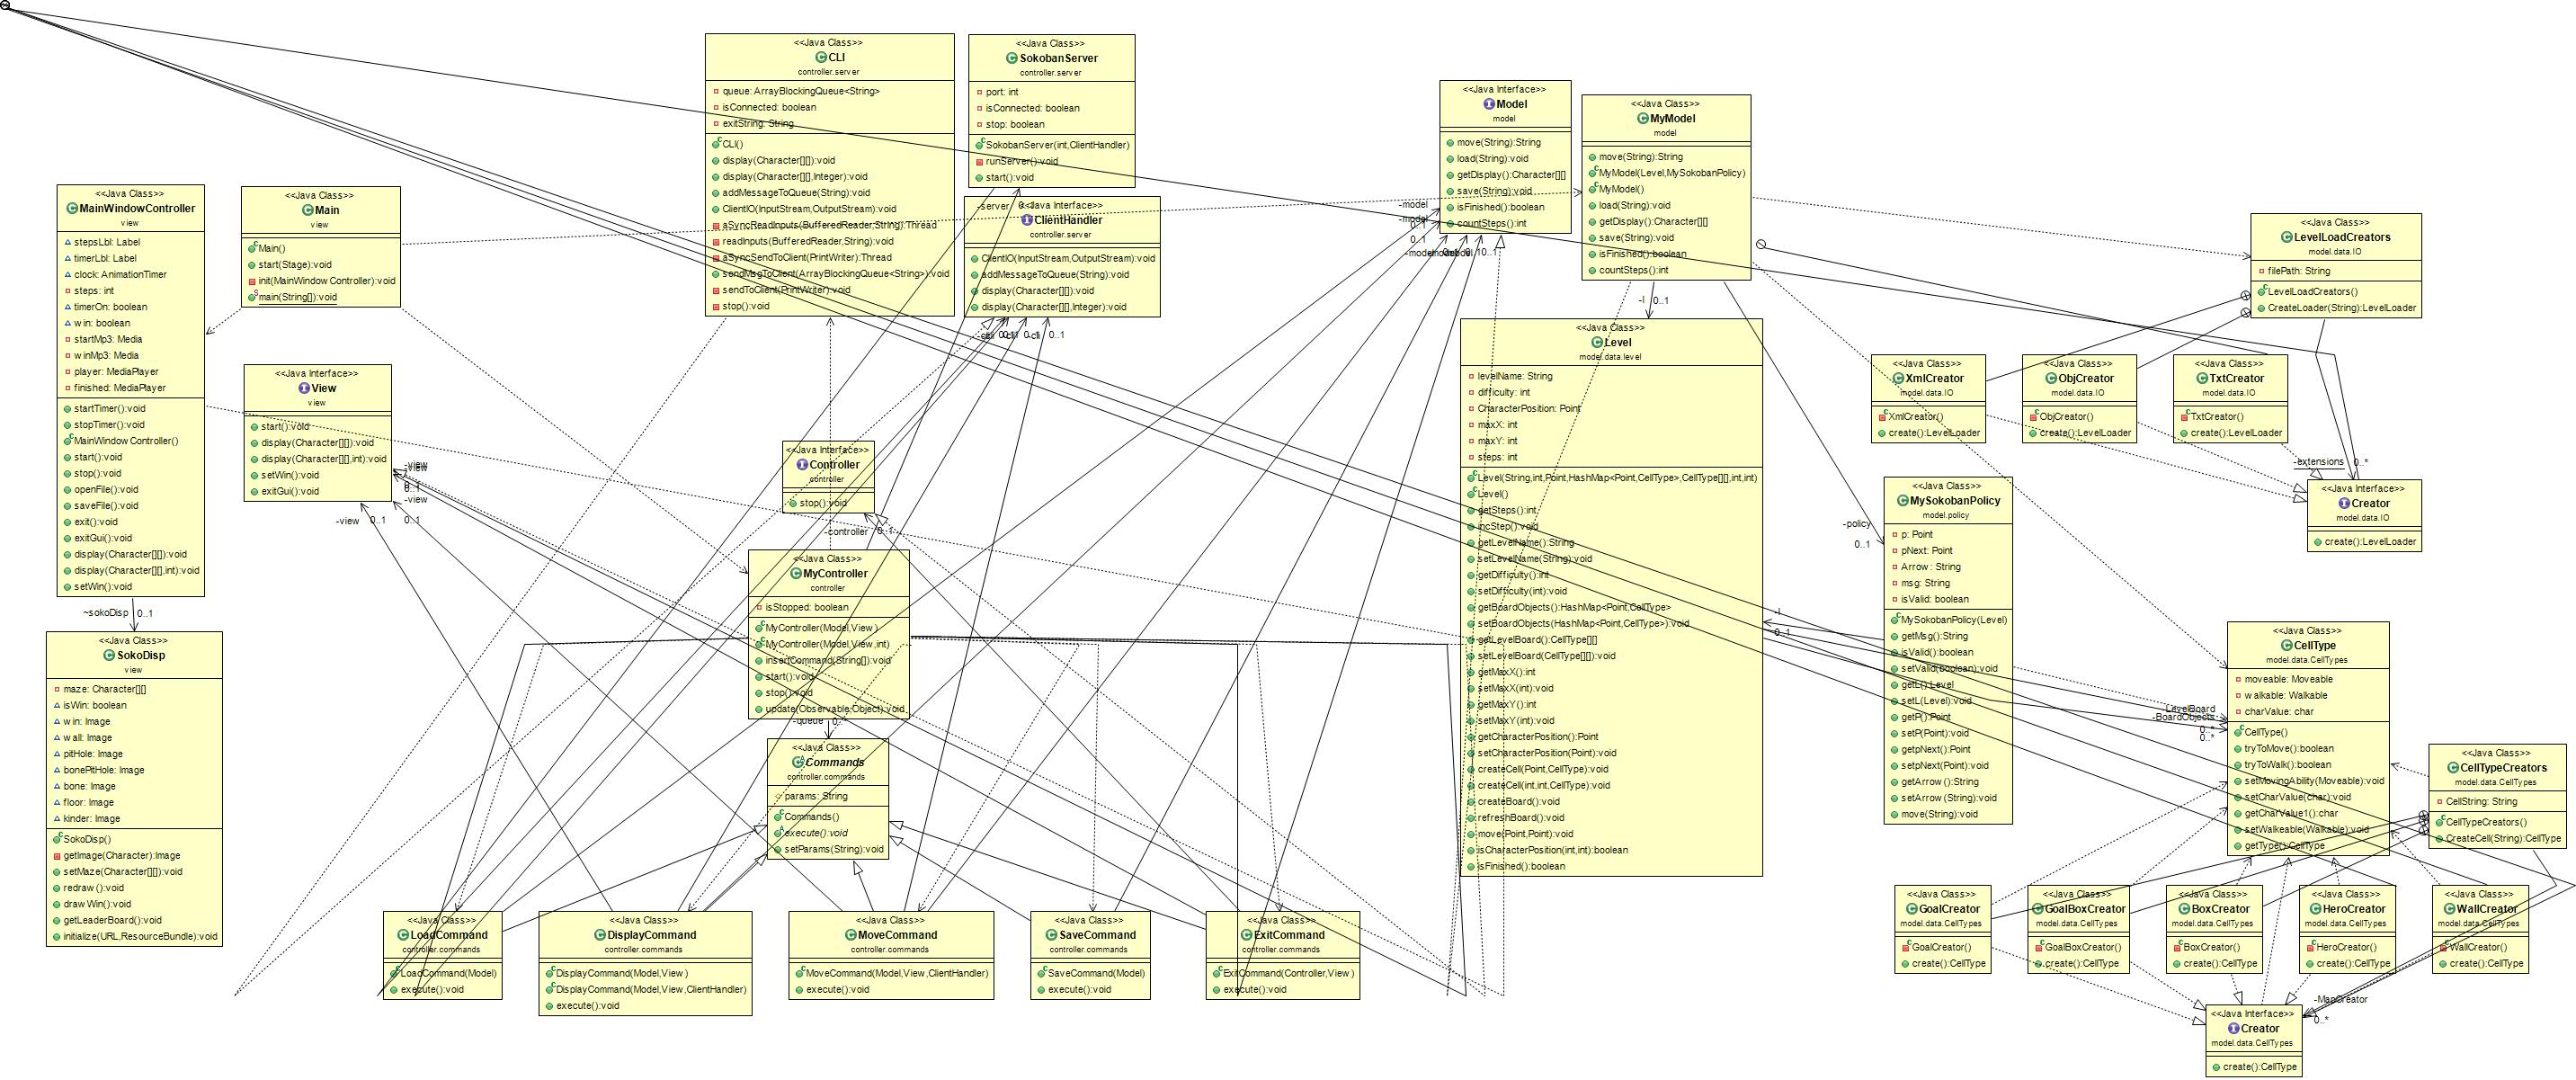 <<Java Class>>
CLI
controller.server
queue: ArrayBlockingQueue<String>
isConnected: boolean
exitString: String
CLI()
display(Character[][]):void
display(Character[][],Integer):void
addMessageToQueue(String):void
ClientIO(InputStream,OutputStream):void
aSyncReadInputs(BufferedReader,String):Thread
readInputs(BufferedReader,String):void
aSyncSendToClient(PrintWriter):Thread
sendMsgToClient(ArrayBlockingQueue<String>):void
sendToClient(PrintWriter):void
stop():void
<<Java Class>>
SokobanServer
controller.server
port: int
isConnected: boolean
stop: boolean
SokobanServer(int,ClientHandler)
runServer():void
start():void
-server
<<Java Interface>>
ClientHandler
controller.server
ClientIO(InputStream,OutputStream):void
addMessageToQueue(String):void
display(Character[][]):void
display(Character[][],Integer):void
-cli
0..1
<<Java Interface>>
Model
model
move(String):String
load(String):void
getDisplay():Character[][]
save(String):void
isFinished():boolean
countSteps():int
-model
-model
0..1
0..1
<<Java Class>>
MyModel
model
move(String):String
MyModel(Level,MySokobanPolicy)
MyModel()
load(String):void
getDisplay():Character[][]
save(String):void
isFinished():boolean
countSteps():int
-l
0..1
<<Java Class>>
MainWindowController
view
stepsLbl: Label
timerLbl: Label
clock: AnimationTimer
steps: int
timerOn: boolean
win: boolean
startMp3: Media
winMp3: Media
player: MediaPlayer
finished: MediaPlayer
startTimer():void
stopTimer():void
MainWindowController()
start():void
stop():void
openFile():void
saveFile():void
exit():void
exitGui():void
display(Character[][]):void
display(Character[][],int):void
setWin():void
~sokoDisp
0..1
<<Java Class>>
Main
view
Main()
start(Stage):void
init(MainWindowController):void
main(String[]):void
<<Java Interface>>
View
view
start():void
display(Character[][]):void
display(Character[][],int):void
setWin():void
exitGui():void
-view
0..1
-view
-view
0..1
0..1
<<Java Class>>
SokoDisp
view
maze: Character[][]
isWin: boolean
win: Image
wall: Image
pitHole: Image
bonePitHole: Image
bone: Image
floor: Image
kinder: Image
SokoDisp()
getImage(Character):Image
setMaze(Character[][]):void
redraw():void
drawWin():void
getLeaderBoard():void
initialize(URL,ResourceBundle):void
<<Java Interface>>
Controller
controller
stop():void
-controller
0..1
<<Java Class>>
MyController
controller
isStopped: boolean
MyController(Model,View)
MyController(Model,View,int)
insertCommand(String[]):void
start():void
stop():void
update(Observable,Object):void
-queue
<<Java Class>>
Commands
controller.commands
params: String
Commands()
execute():void
setParams(String):void
<<Java Class>>
LoadCommand
controller.commands
LoadCommand(Model)
execute():void
<<Java Class>>
DisplayCommand
controller.commands
DisplayCommand(Model,View)
DisplayCommand(Model,View,ClientHandler)
execute():void
<<Java Class>>
MoveCommand
controller.commands
MoveCommand(Model,View,ClientHandler)
execute():void
<<Java Class>>
SaveCommand
controller.commands
SaveCommand(Model)
execute():void
<<Java Class>>
ExitCommand
controller.commands
ExitCommand(Controller,View)
execute():void
<<Java Class>>
Level
model.data.level
levelName: String
difficulty: int
CharacterPosition: Point
maxX: int
maxY: int
steps: int
Level(String,int,Point,HashMap<Point,CellType>,CellType[][],int,int)
Level()
getSteps():int
incStep():void
getLevelName():String
setLevelName(String):void
getDifficulty():int
setDifficulty(int):void
getBoardObjects():HashMap<Point,CellType>
setBoardObjects(HashMap<Point,CellType>):void
getLevelBoard():CellType[][]
setLevelBoard(CellType[][]):void
getMaxX():int
setMaxX(int):void
getMaxY():int
setMaxY(int):void
getCharacterPosition():Point
setCharacterPosition(Point):void
createCell(Point,CellType):void
createCell(int,int,CellType):void
createBoard():void
refreshBoard():void
move(Point,Point):void
isCharacterPosition(int,int):boolean
isFinished():boolean
-l
0..1
-policy
0..1
<<Java Class>>
MySokobanPolicy
model.policy
p: Point
pNext: Point
Arrow: String
msg: String
isValid: boolean
MySokobanPolicy(Level)
getMsg():String
isValid():boolean
setValid(boolean):void
getL():Level
setL(Level):void
getP():Point
setP(Point):void
getpNext():Point
setpNext(Point):void
getArrow():String
setArrow(String):void
move(String):void
<<Java Class>>
LevelLoadCreators
model.data.IO
filePath: String
LevelLoadCreators()
CreateLoader(String):LevelLoader
<<Java Class>>
XmlCreator
model.data.IO
XmlCreator()
create():LevelLoader
<<Java Class>>
ObjCreator
model.data.IO
ObjCreator()
create():LevelLoader
<<Java Class>>
TxtCreator
model.data.IO
TxtCreator()
create():LevelLoader
-extensions
0..*
<<Java Interface>>
Creator
model.data.IO
create():LevelLoader
<<Java Class>>
CellType
model.data.CellTypes
moveable: Moveable
walkable: Walkable
charValue: char
CellType()
tryToMove():boolean
tryToWalk():boolean
setMovingAbility(Moveable):void
setCharValue(char):void
getCharValue1():char
setWalkeable(Walkable):void
getType():CellType
-BoardObjects
0..*
<<Java Class>>
CellTypeCreators
model.data.CellTypes
CellString: String
CellTypeCreators()
CreateCell(String):CellType
<<Java Class>>
GoalCreator
model.data.CellTypes
GoalCreator()
create():CellType
<<Java Class>>
GoalBoxCreator
model.data.CellTypes
GoalBoxCreator()
create():CellType
<<Java Class>>
BoxCreator
model.data.CellTypes
BoxCreator()
create():CellType
<<Java Class>>
HeroCreator
model.data.CellTypes
HeroCreator()
create():CellType
<<Java Class>>
WallCreator
model.data.CellTypes
WallCreator()
create():CellType
-MapCreator
0..*
<<Java Interface>>
Creator
model.data.CellTypes
create():CellType